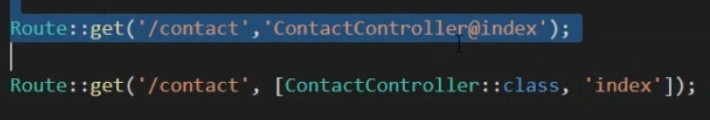 Route::get('/contact','ContactController@index');
Route::get('/contact', [ContactController::class, 'index']);